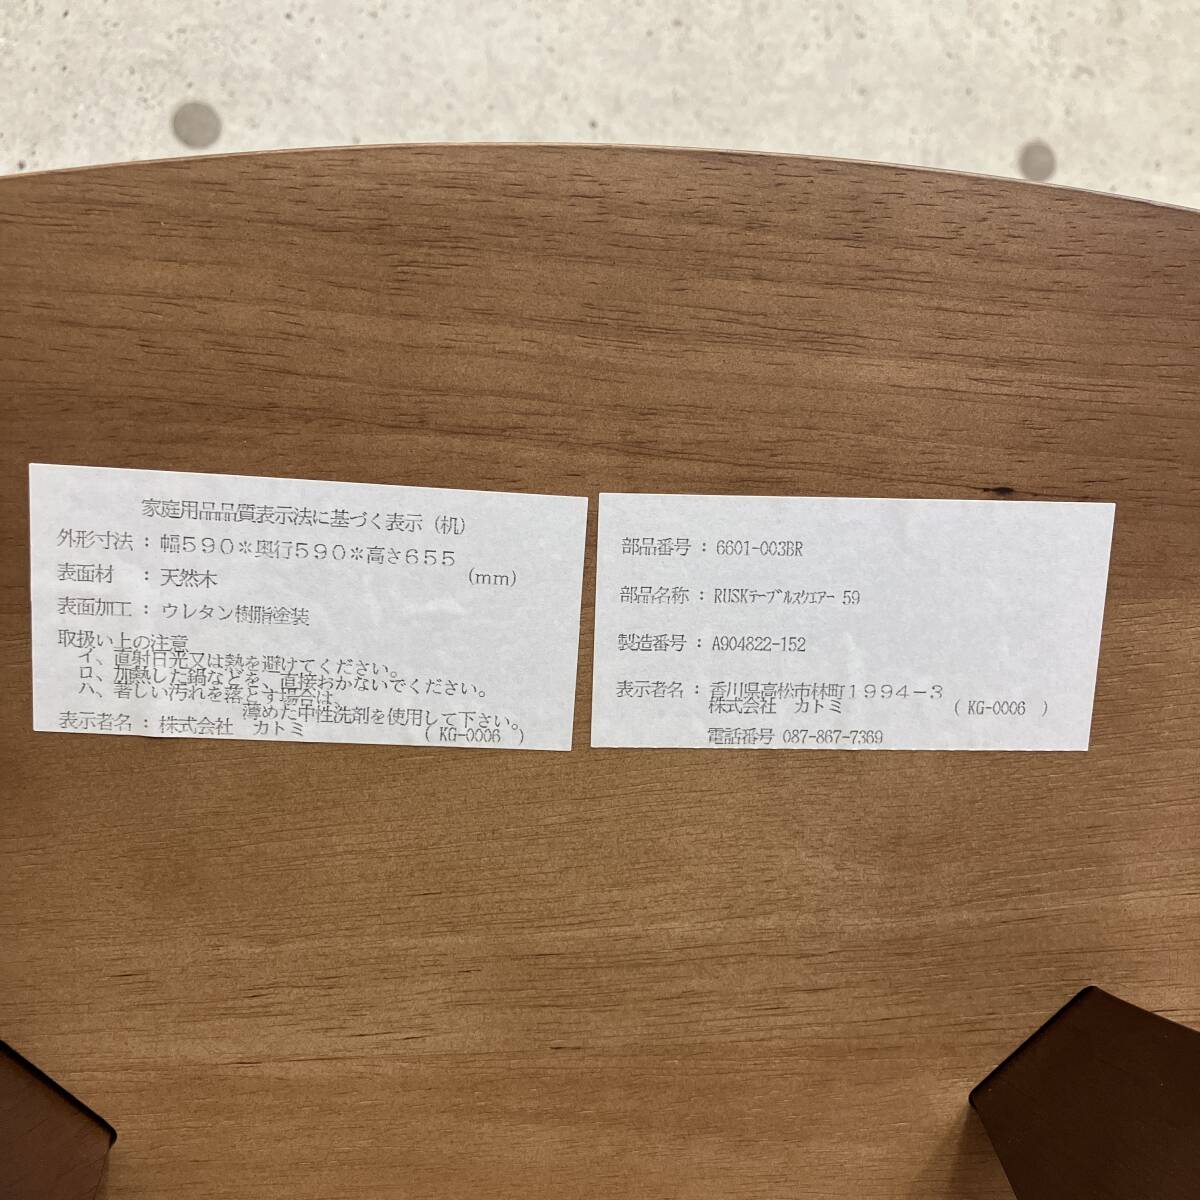 家庭用品品質表示法に基づく表示(机)
外形寸法：幅590＊奥行590＊高さ655
(mm)
表面材　：天然木
表面加工：ウレタン樹脂塗装
取扱い上の注意
イ、直射日光又は熱を避けてください。
ロ、加熱した鍋などを、直接おかないでください。
ハ、著しい汚れを落とす場合は、
薄めた中性洗剤を使用して下さい。
表示者名：株式会社　カトミ　(KG-0006 )
部品番号：6601-003BR
部品名称：RUSKﾃｰﾌﾞﾙｽｸｴｱｰ 59
製造番号：A904822-152
表示者名：香川県高松市林町1994－3
株式会社　カトミ　(KG-0006 )
電話番号 087-867-7369